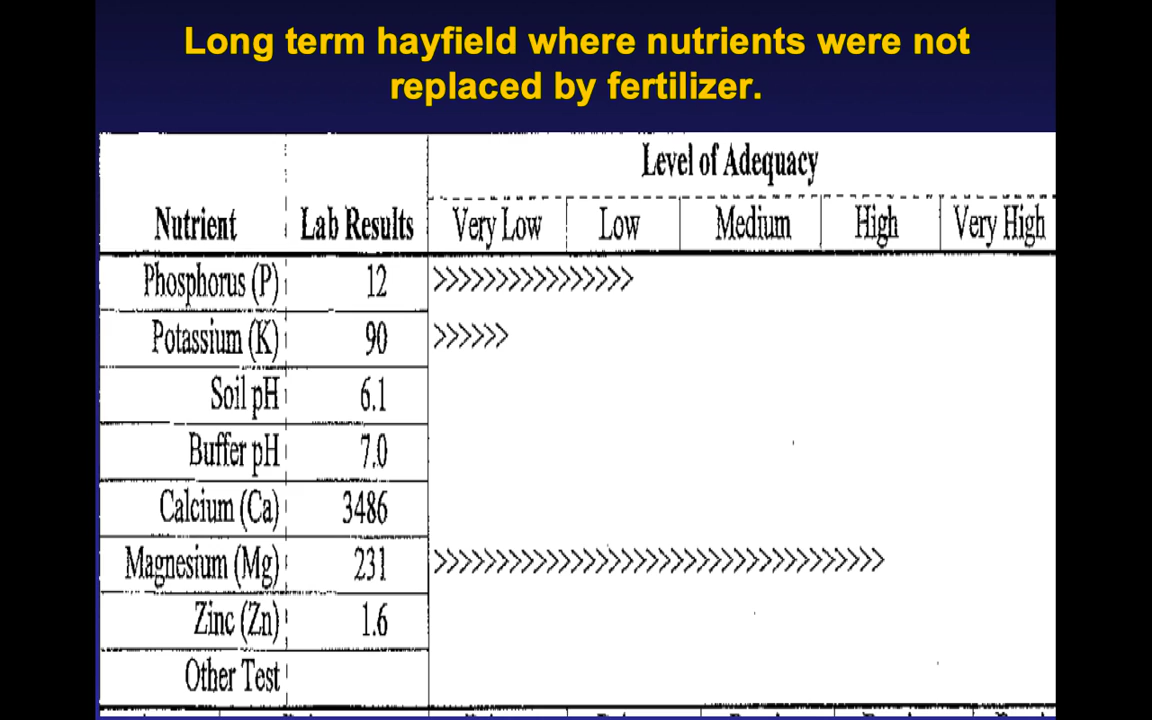 Long term hayfield where nutrients were not
replaced by fertilizer.
Level of Adequacy
Nutrient Lab Results Very Low Low Medium High Very High
Phosphorus (P) 12 >>>>>>>>>>>>>>>>
Potassium (K) 90 >>>>>>
Soil pH 6.1
Buffer pH 7.0
Calcium (Ca) 3486
Magnesium (Mg) 231 >>>>>>>>>>>>>>>>>>>>>>>>>>>>>>>>>>>>
Zinc (Zn) 1.6
Other Test